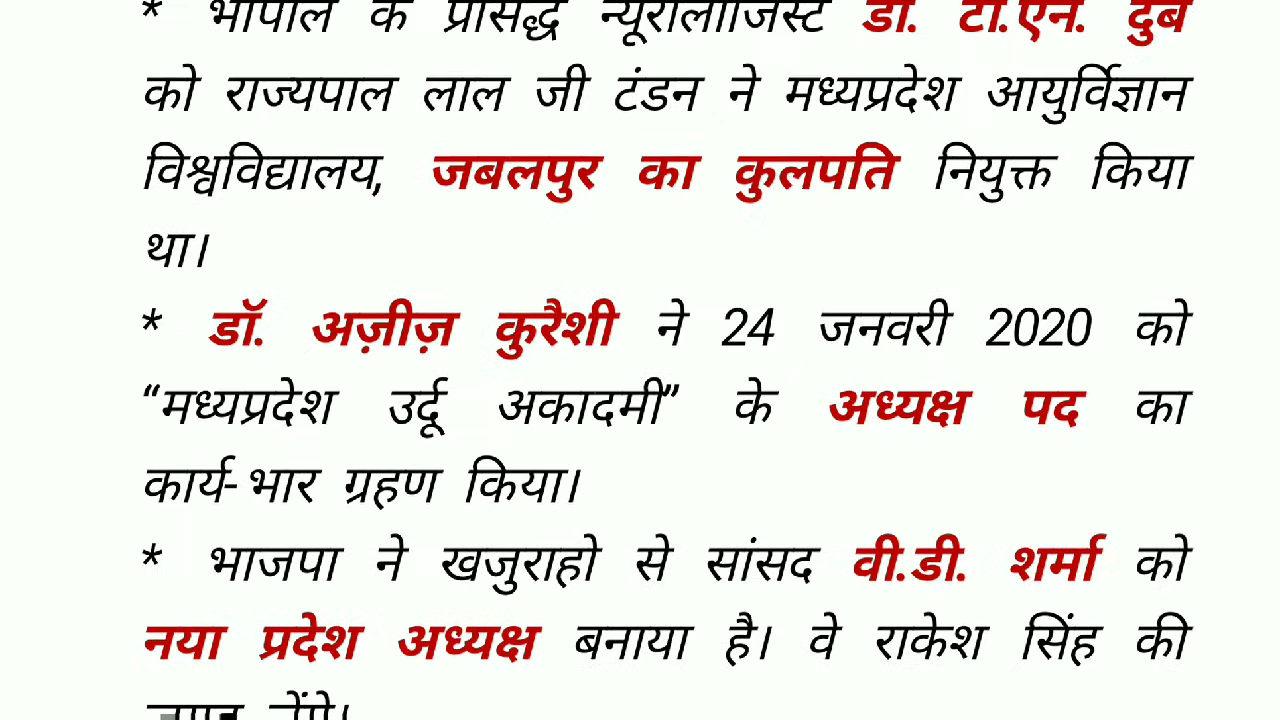 * भोपाल के प्रसिद्ध न्यूरोलॉजिस्ट डॉ. टी.एन. दुबे
को राज्यपाल लाल जी टंडन ने मध्यप्रदेश आयुर्विज्ञान
विश्वविद्यालय, जबलपुर का कुलपति नियुक्त किया
था।
* डॉ. अज़ीज़ कुरैशी ने 24 जनवरी 2020 को
“मध्यप्रदेश उर्दू अकादमी” के अध्यक्ष पद का
कार्य-भार ग्रहण किया।
* भाजपा ने खजुराहो से सांसद वी.डी. शर्मा को
नया प्रदेश अध्यक्ष बनाया है। वे राकेश सिंह की